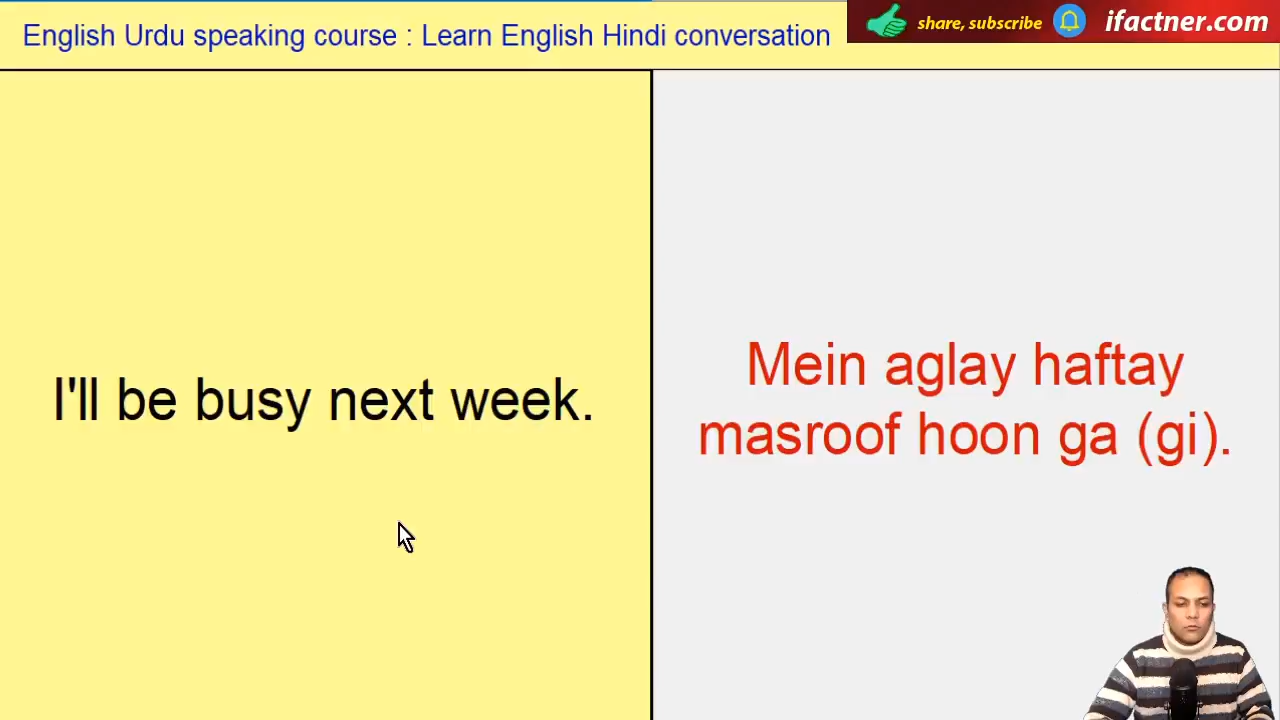 English Urdu speaking course : Learn English Hindi conversation
share, subscribe
ifactner.com
I'll be busy next week.
Mein aglay haftay
masroof hoon ga (gi).